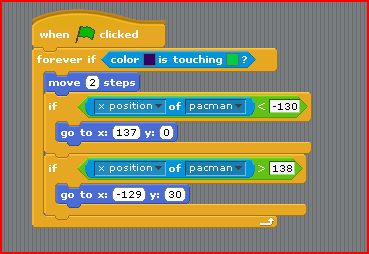 when clicked
forever if color is touching ?
move 2 steps
if x position of pacman < -130
go to x: 137 y: 0
if x position of pacman > 138
go to x: -129 y: 30